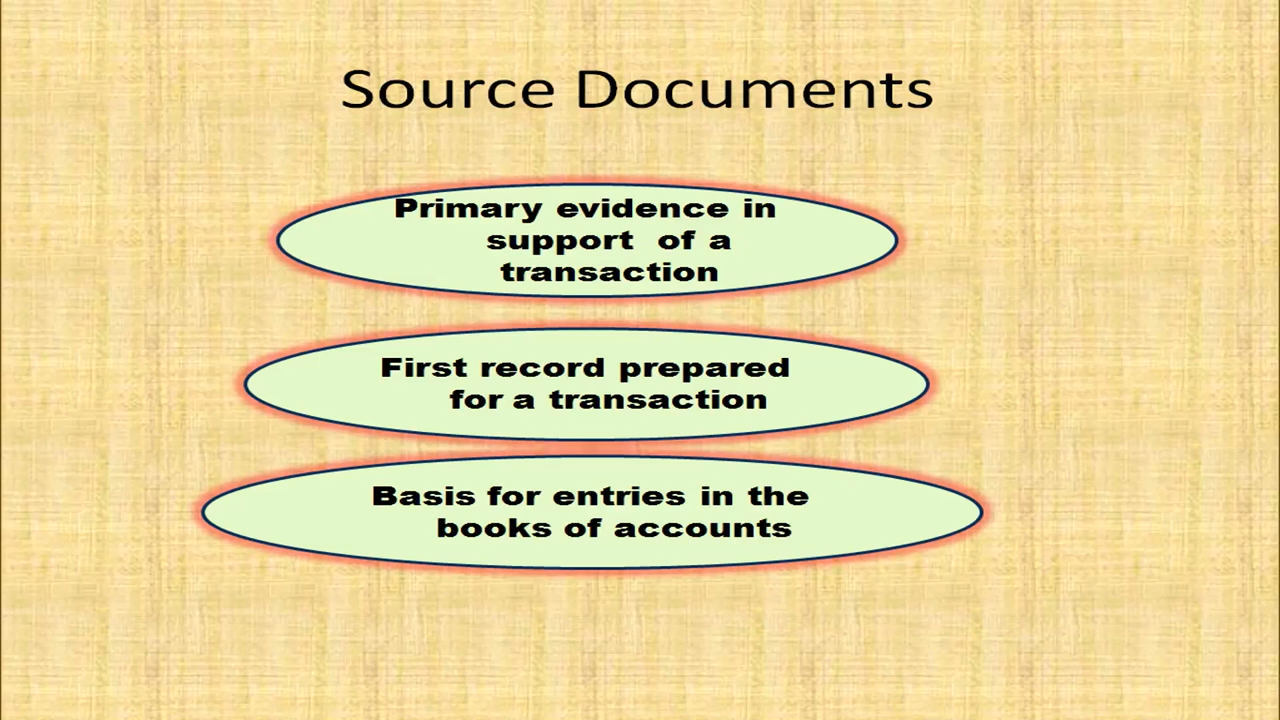 Source Documents
Primary evidence in
support of a
transaction
First record prepared
for a transaction
Basis for entries in the
books of accounts